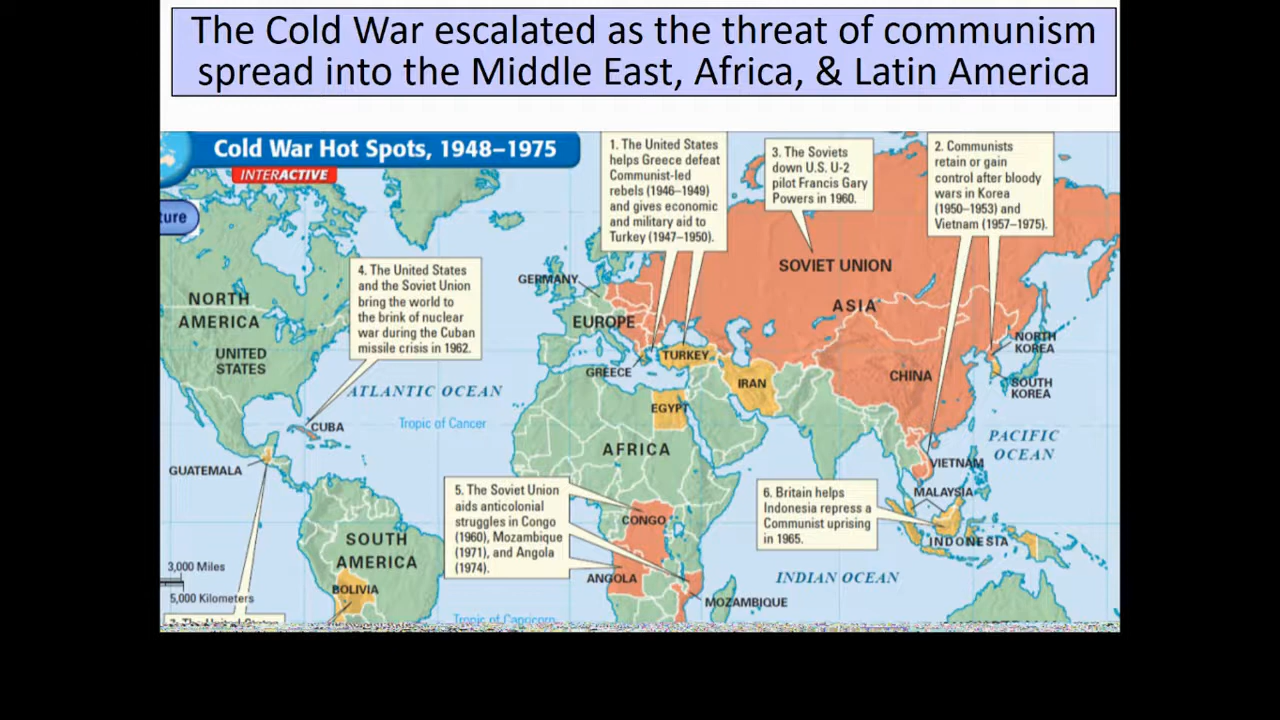 The Cold War escalated as the threat of communism
spread into the Middle East, Africa, & Latin America
Cold War Hot Spots, 1948–1975
INTERACTIVE
ture
1. The United States
helps Greece defeat
Communist-led
rebels (1946–1949)
and gives economic
and military aid to
Turkey (1947–1950).
3. The Soviets
down U.S. U-2
pilot Francis Gary
Powers in 1960.
2. Communists
retain or gain
control after bloody
wars in Korea
(1950–1953) and
Vietnam (1957–1975).
4. The United States
and the Soviet Union
bring the world to
the brink of nuclear
war during the Cuban
missile crisis in 1962.
NORTH
AMERICA
UNITED
STATES
GERMANY
EUROPE
SOVIET UNION
ASIA
TURKEY
GREECE
IRAN
CHINA
NORTH
KOREA
SOUTH
KOREA
ATLANTIC OCEAN
EGYPT
CUBA
Tropic of Cancer
AFRICA
PACIFIC
OCEAN
GUATEMALA
VIETNAM
MALAYSIA
5. The Soviet Union
aids anticolonial
struggles in Congo
(1960), Mozambique
(1971), and Angola
(1974).
6. Britain helps
Indonesia repress a
Communist uprising
in 1965.
CONGO
INDONESIA
SOUTH
AMERICA
3,000 Miles
5,000 Kilometers
BOLIVIA
ANGOLA
INDIAN OCEAN
MOZAMBIQUE
Tropic of Capricorn